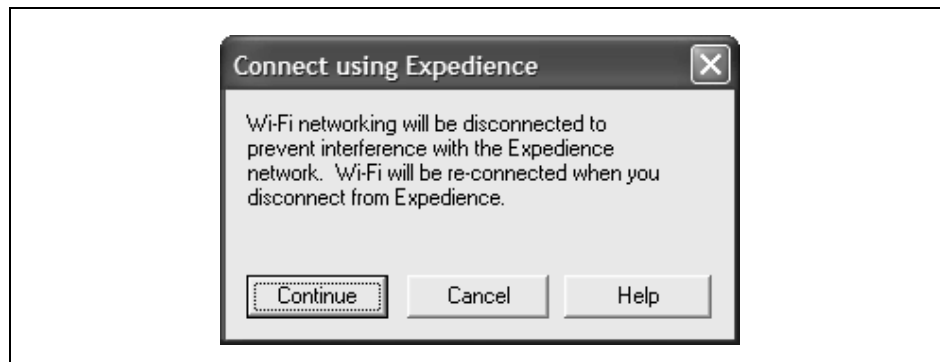 Connect using Expedience
Wi-Fi networking will be disconnected to
prevent interference with the Expedience
network.  Wi-Fi will be re-connected when you
disconnect from Expedience.
Continue Cancel Help